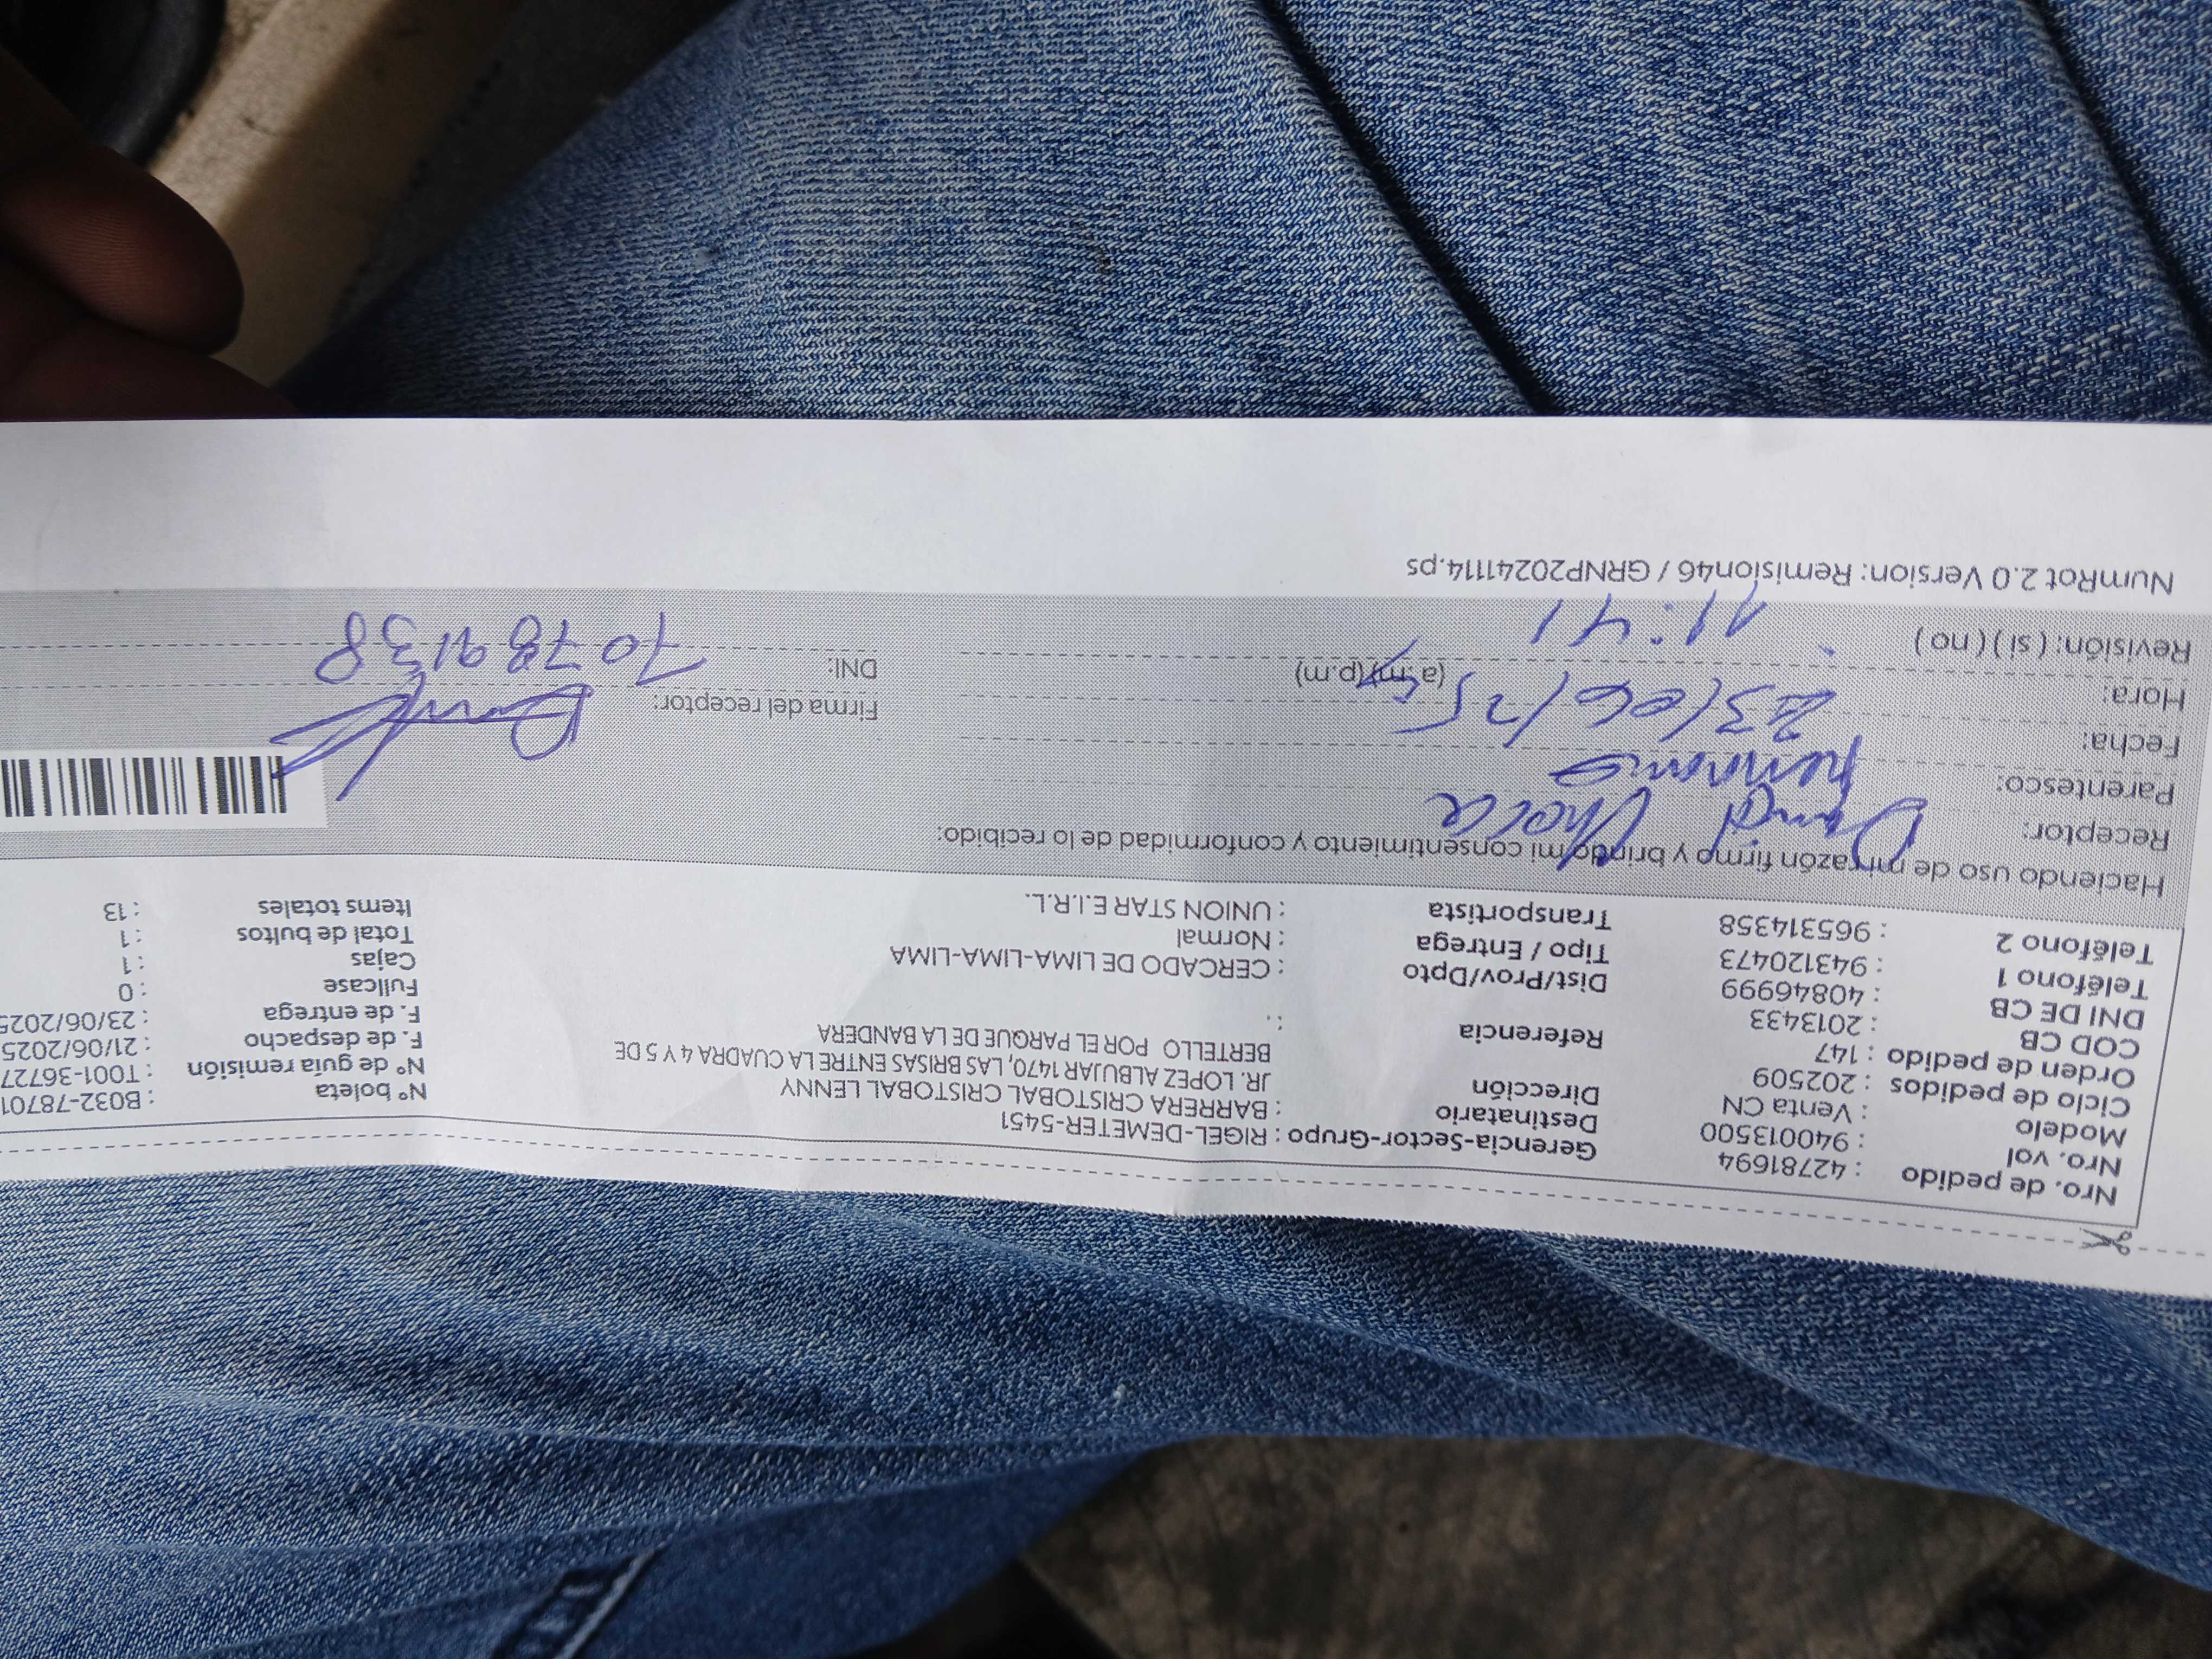 Nro. de pedido : 42781694
Nro. vol : 940013500
Modelo : Venta CN
Ciclo de pedidos : 202509
Orden de pedido : 147
COD CB : 2013433
DNI DE CB : 40846999
Teléfono 1 : 943120473
Teléfono 2 : 965314358
Gerencia-Sector-Grupo : RIGEL-DEMETER-5451
Destinatario : BARRERA CRISTOBAL CRISTOBAL LENNY
Dirección JR. LOPEZ ALBUJAR 1470, LAS BRISAS ENTRE LA CUADRA 4 Y 5 DE
BERTELLO POR EL PARQUE DE LA BANDERA
Referencia : .
Dist/Prov/Dpto : CERCADO DE LIMA-LIMA-LIMA
Tipo / Entrega : Normal
Transportista : UNION STAR E.I.R.L.
Nº boleta : B032-78701
Nº de guía remisión : T001-36727
F. de despacho : 21/06/2025
F. de entrega : 23/06/2025
Fullcase : 0
Cajas : 1
Total de bultos : 1
Items totales : 13
Haciendo uso de mi razón firmo y brindo mi consentimiento y conformidad de lo recibido:
Receptor:
Parentesco: hermano
Fecha: 23/06/25
Hora: 11:41 (a.m)(p.m)
Revisión: ( si ) ( no )
Firma del receptor:
DNI: 70789138
NumRot 2.0 Version: Remision46 / GRNP20241114.ps